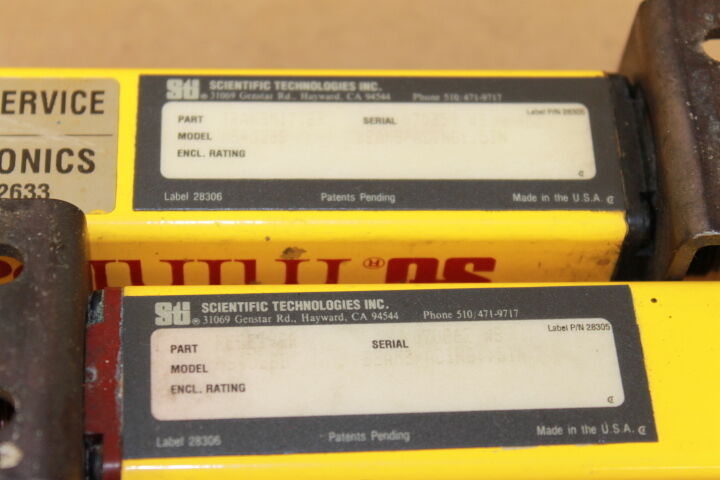 ERVICE
ONICS
2633
STI SCIENTIFIC TECHNOLOGIES INC.
® 31069 Genstar Rd., Hayward, CA 94544 Phone 510/471-9717
Label P/N 28305
PART SERIAL
MODEL
ENCL. RATING
Label 28306 Patents Pending Made in the U.S.A.
STI SCIENTIFIC TECHNOLOGIES INC.
® 31069 Genstar Rd., Hayward, CA 94544 Phone 510/471-9717
Label P/N 28305
PART SERIAL
MODEL
ENCL. RATING
Label 28306 Patents Pending Made in the U.S.A.